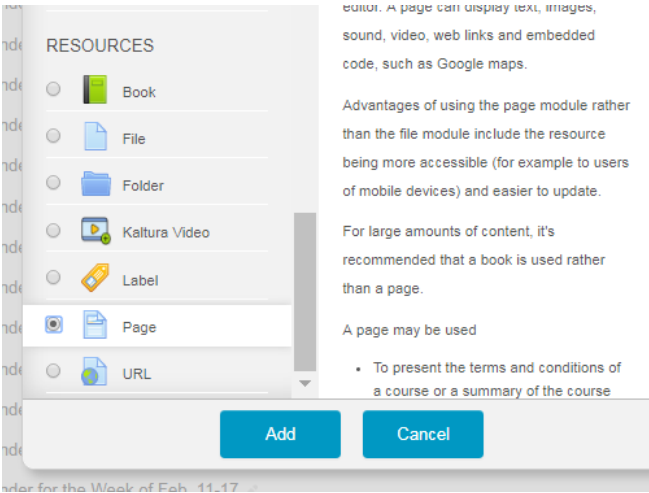 editor. A page can display text, images,
sound, video, web links and embedded
code, such as Google maps.
Advantages of using the page module rather
than the file module include the resource
being more accessible (for example to users
of mobile devices) and easier to update.
For large amounts of content, it's
recommended that a book is used rather
than a page.
A page may be used
• To present the terms and conditions of
a course or a summary of the course
RESOURCES
Book
File
Folder
Kaltura Video
Label
Page
URL
Add
Cancel
nder for the Week of Feb. 11-17